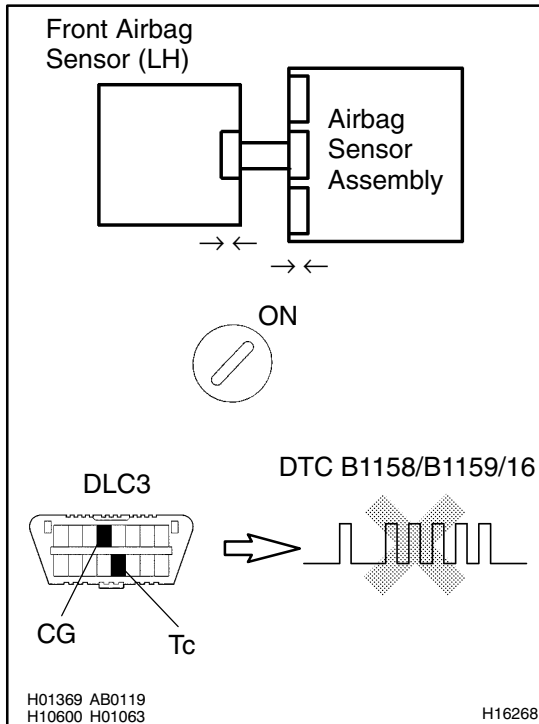 Front Airbag
Sensor (LH)
Airbag
Sensor
Assembly
ON
DTC B1158/B1159/16
DLC3
CG
Tc
H01369 AB0119
H10600 H01063
H16268